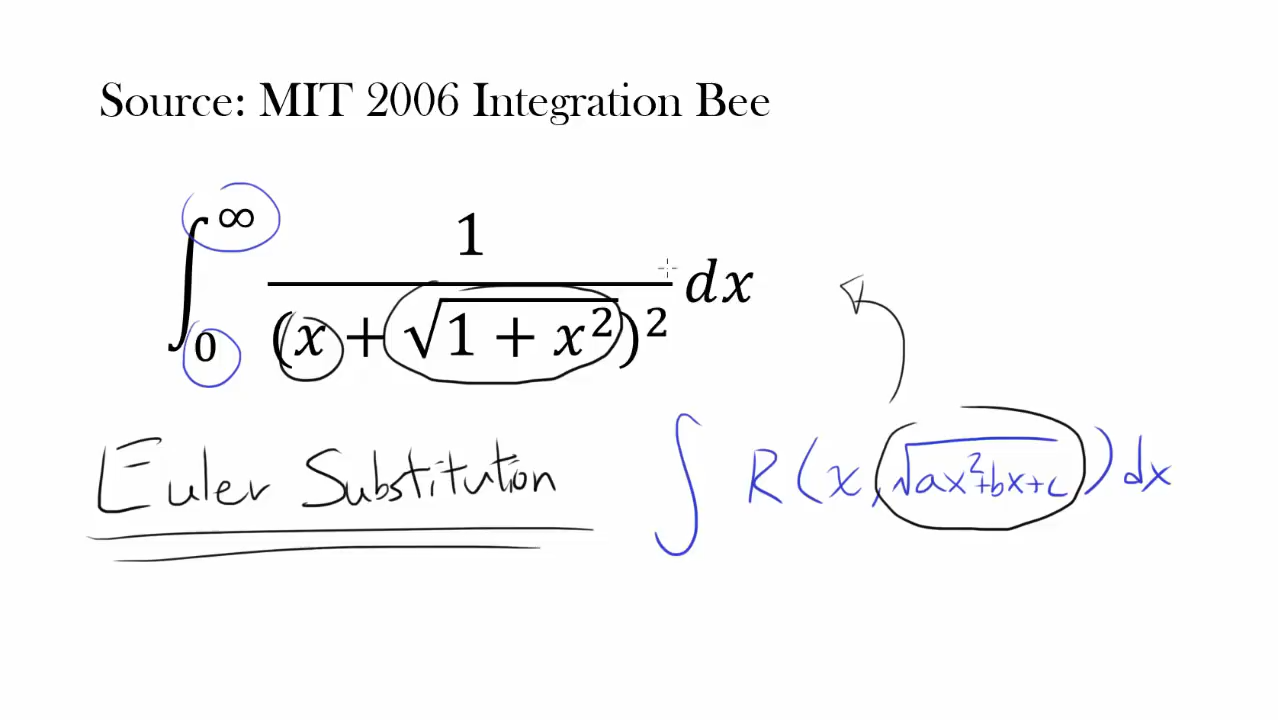 Source: MIT 2006 Integration Bee
∫₀^∞ 1/(x + √(1 + x²))² dx
Euler Substitution
∫ R(x, √(ax²+bx+c)) dx